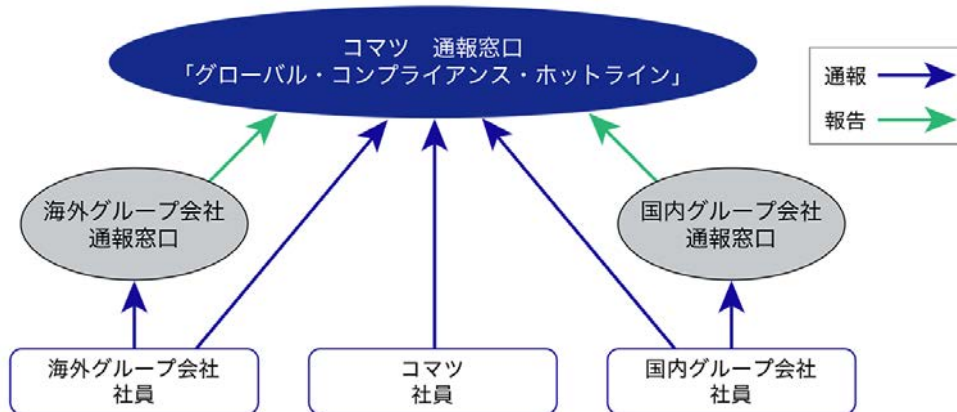 コマツ　通報窓口
「グローバル・コンプライアンス・ホットライン」
通報
報告
海外グループ会社
通報窓口
国内グループ会社
通報窓口
海外グループ会社
社員
コマツ
社員
国内グループ会社
社員